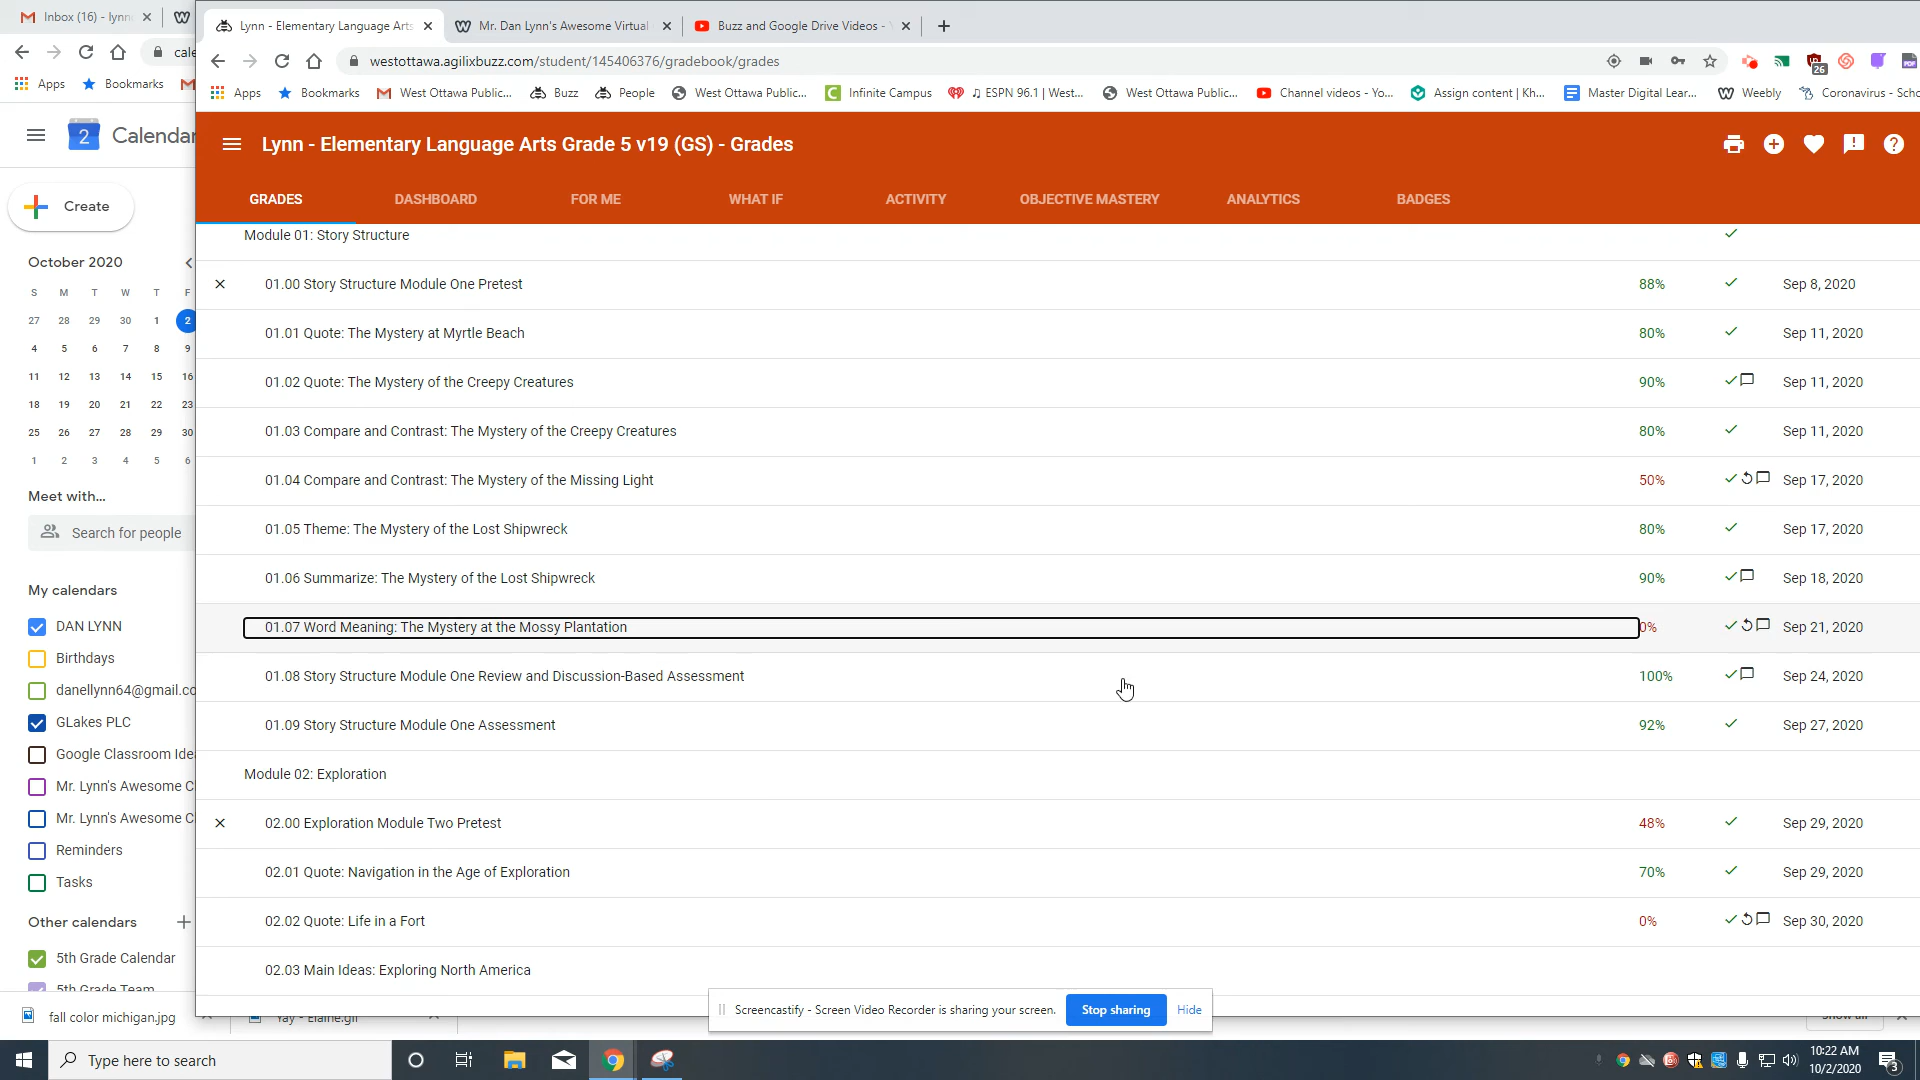 Inbox (16) - lynn
Lynn - Elementary Language Arts
Mr. Dan Lynn's Awesome Virtual
Buzz and Google Drive Videos -
cale
westottawa.agilixbuzz.com/student/145406376/gradebook/grades
26
Apps
Bookmarks
Apps
Bookmarks
West Ottawa Public...
Buzz
People
West Ottawa Public...
Infinite Campus
♫ ESPN 96.1 | West...
West Ottawa Public...
Channel videos - Yo...
Assign content | Kh...
Master Digital Lear...
Weebly
Coronavirus - Scho
2
Calendar
Lynn - Elementary Language Arts Grade 5 v19 (GS) - Grades
GRADES
DASHBOARD
FOR ME
WHAT IF
ACTIVITY
OBJECTIVE MASTERY
ANALYTICS
BADGES
Create
October 2020
S M T W T F
27 28 29 30 1 2
4 5 6 7 8 9
11 12 13 14 15 16
18 19 20 21 22 23
25 26 27 28 29 30
1 2 3 4 5 6
Meet with...
Search for people
My calendars
DAN LYNN
Birthdays
danellynn64@gmail.co
GLakes PLC
Google Classroom Ide
Mr. Lynn's Awesome C
Mr. Lynn's Awesome C
Reminders
Tasks
Other calendars
5th Grade Calendar
5th Grade Team
Module 01: Story Structure
01.00 Story Structure Module One Pretest 88% Sep 8, 2020
01.01 Quote: The Mystery at Myrtle Beach 80% Sep 11, 2020
01.02 Quote: The Mystery of the Creepy Creatures 90% Sep 11, 2020
01.03 Compare and Contrast: The Mystery of the Creepy Creatures 80% Sep 11, 2020
01.04 Compare and Contrast: The Mystery of the Missing Light 50% Sep 17, 2020
01.05 Theme: The Mystery of the Lost Shipwreck 80% Sep 17, 2020
01.06 Summarize: The Mystery of the Lost Shipwreck 90% Sep 18, 2020
01.07 Word Meaning: The Mystery at the Mossy Plantation 0% Sep 21, 2020
01.08 Story Structure Module One Review and Discussion-Based Assessment 100% Sep 24, 2020
01.09 Story Structure Module One Assessment 92% Sep 27, 2020
Module 02: Exploration
02.00 Exploration Module Two Pretest 48% Sep 29, 2020
02.01 Quote: Navigation in the Age of Exploration 70% Sep 29, 2020
02.02 Quote: Life in a Fort 0% Sep 30, 2020
02.03 Main Ideas: Exploring North America
Screencastify - Screen Video Recorder is sharing your screen.
Stop sharing
Hide
fall color michigan.jpg
Yay - Elaine.gif
Show all
Type here to search
10:22 AM
10/2/2020
3